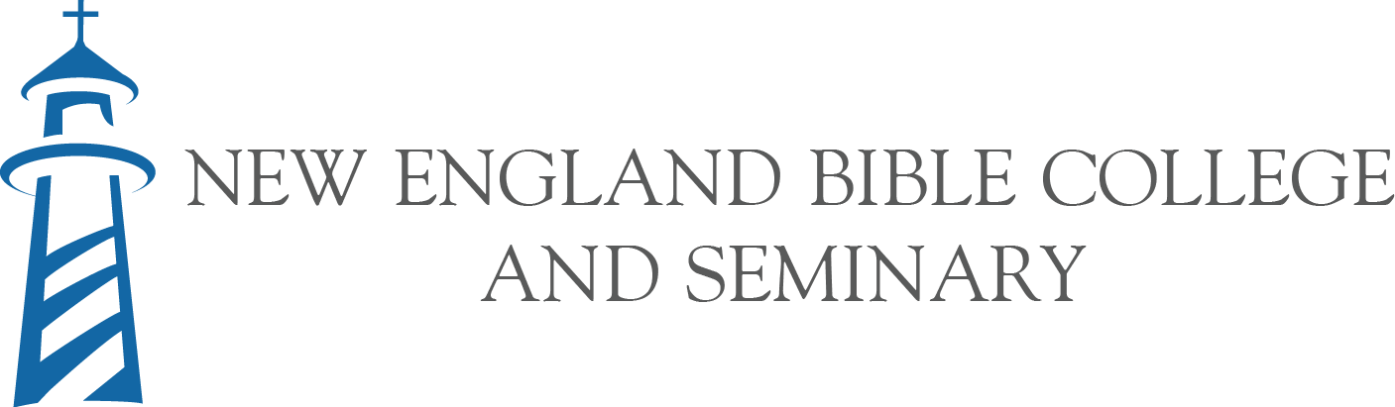 NEW ENGLAND BIBLE COLLEGE
AND SEMINARY